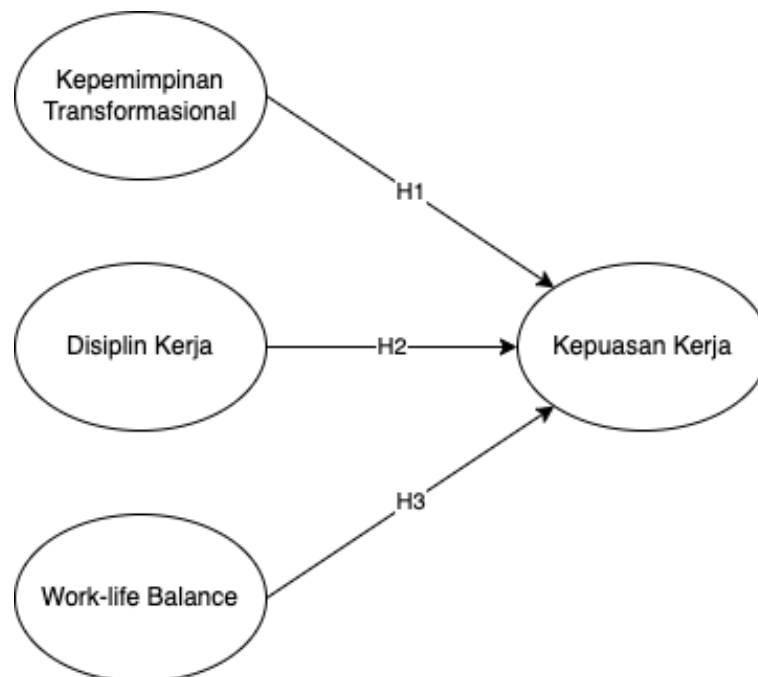 Kepemimpinan
Transformasional
H1
Disiplin Kerja
H2
Kepuasan Kerja
H3
Work-life Balance